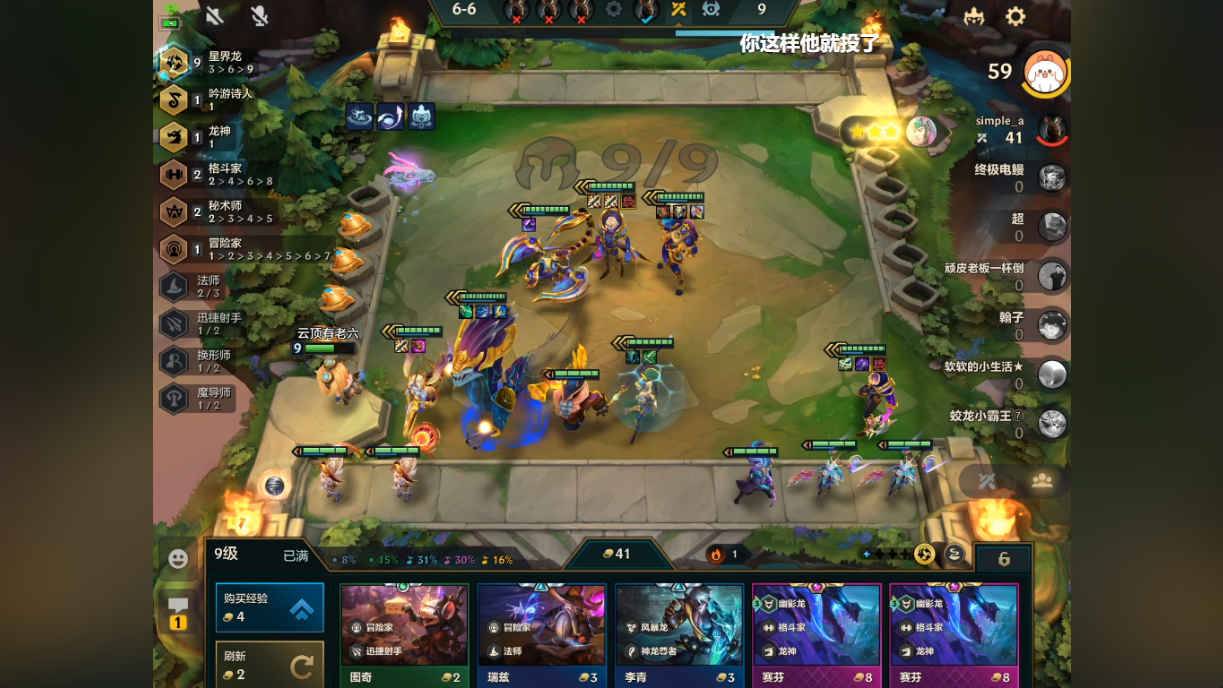 6-6
9
你这样他就投了
9
星界龙
3 > 6 > 9
1
吟游诗人
1
1
龙神
1
2
格斗家
2 > 4 > 6 > 8
2
秘术师
2 > 3 > 4 > 5
1
冒险家
1 > 2 > 3 > 4 > 5 > 6 > 7
法师
2 / 3
迅捷射手
1 / 2
换形师
1 / 2
魔导师
1 / 2
9/9
云顶有老六
9
59
simple_a
41
终极电鳗
0
超
0
顽皮老板一杯倒
0
翰子
0
软软的小生活★
0
蛟龙小霸王⑦
0
9级
已满
8%
15%
31%
30%
16%
41
1
购买经验
4
刷新
2
1
冒险家
迅捷射手
图奇
2
冒险家
法师
瑞兹
3
风暴龙
神龙尊者
李青
3
3
幽影龙
格斗家
龙神
赛芬
8
3
幽影龙
格斗家
龙神
赛芬
8